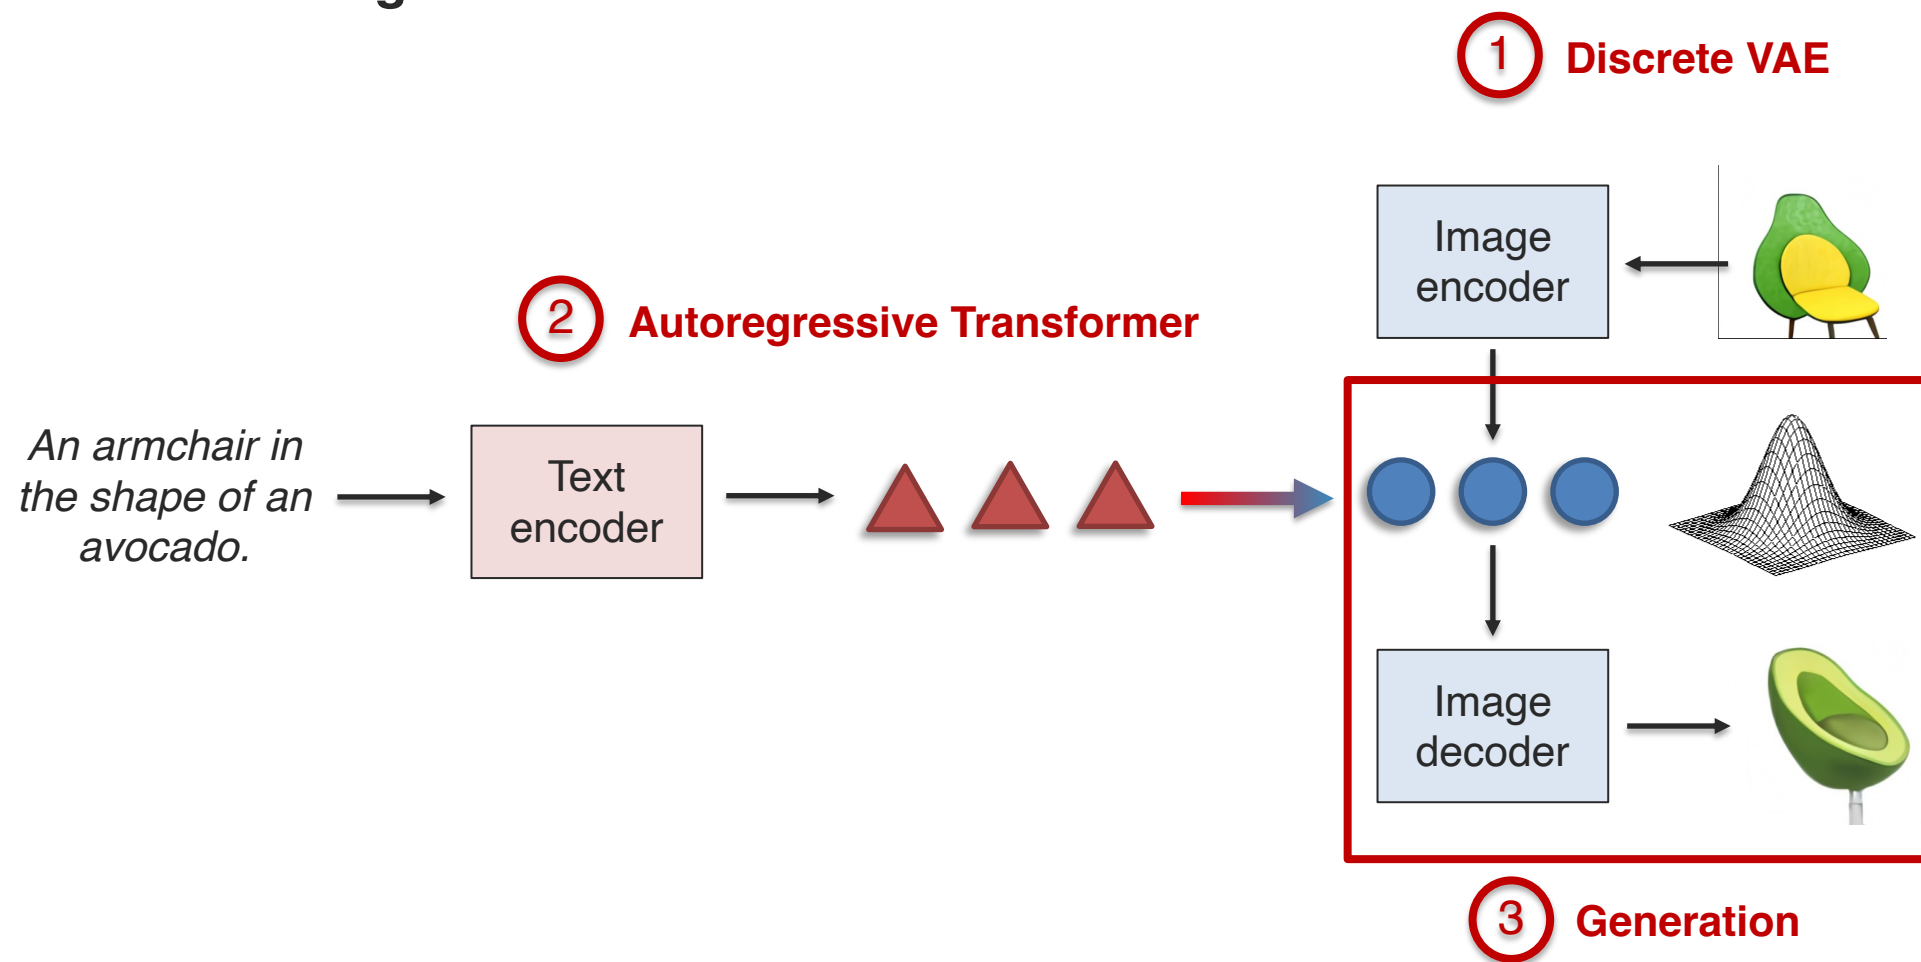 1 Discrete VAE
Image
encoder
2 Autoregressive Transformer
An armchair in
the shape of an
avocado.
Text
encoder
Image
decoder
3 Generation